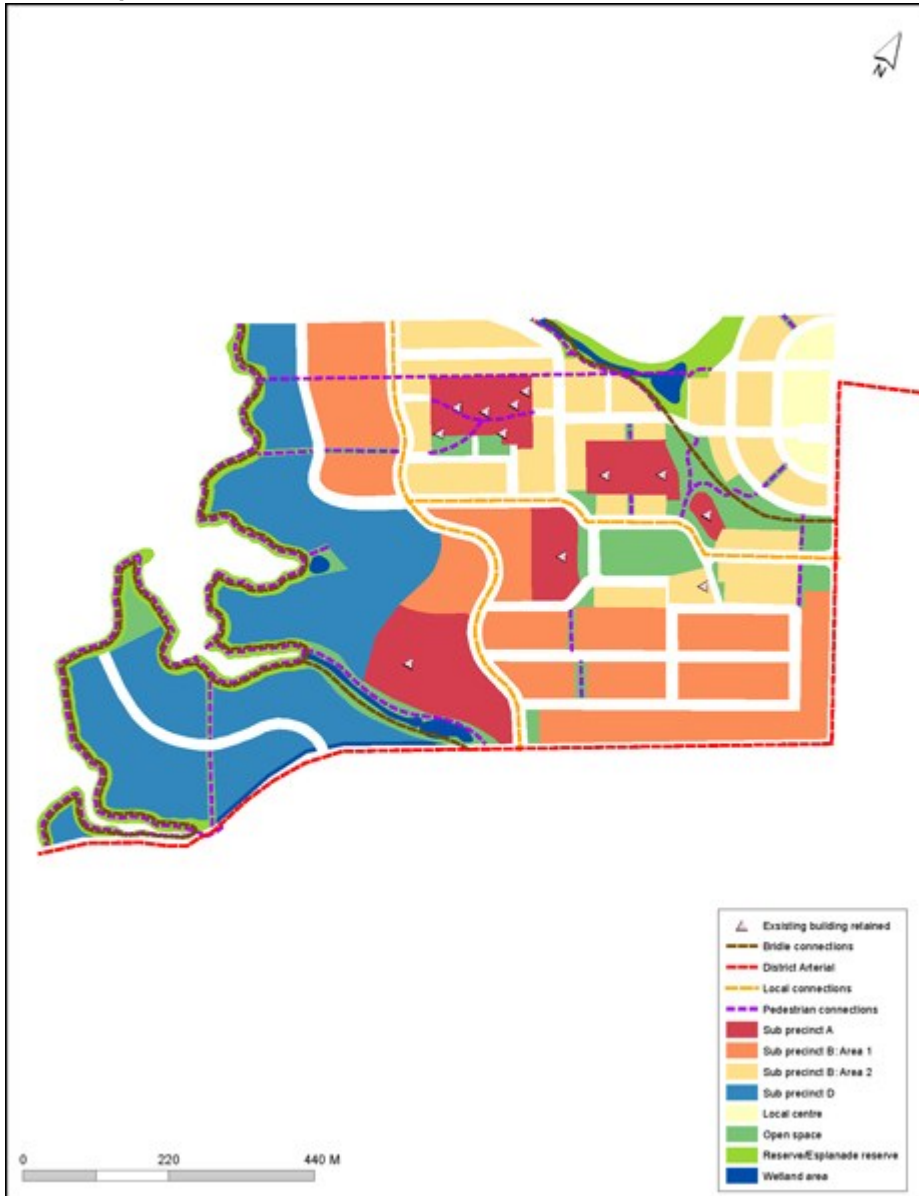 N
Exsisting building retained
Bridle connections
District Arterial
Local connections
Pedestrian connections
Sub precinct A
Sub precinct B: Area 1
Sub precinct B: Area 2
Sub precinct D
Local centre
Open space
Reserve/Esplanade reserve
Wetland area
0 220 440 M